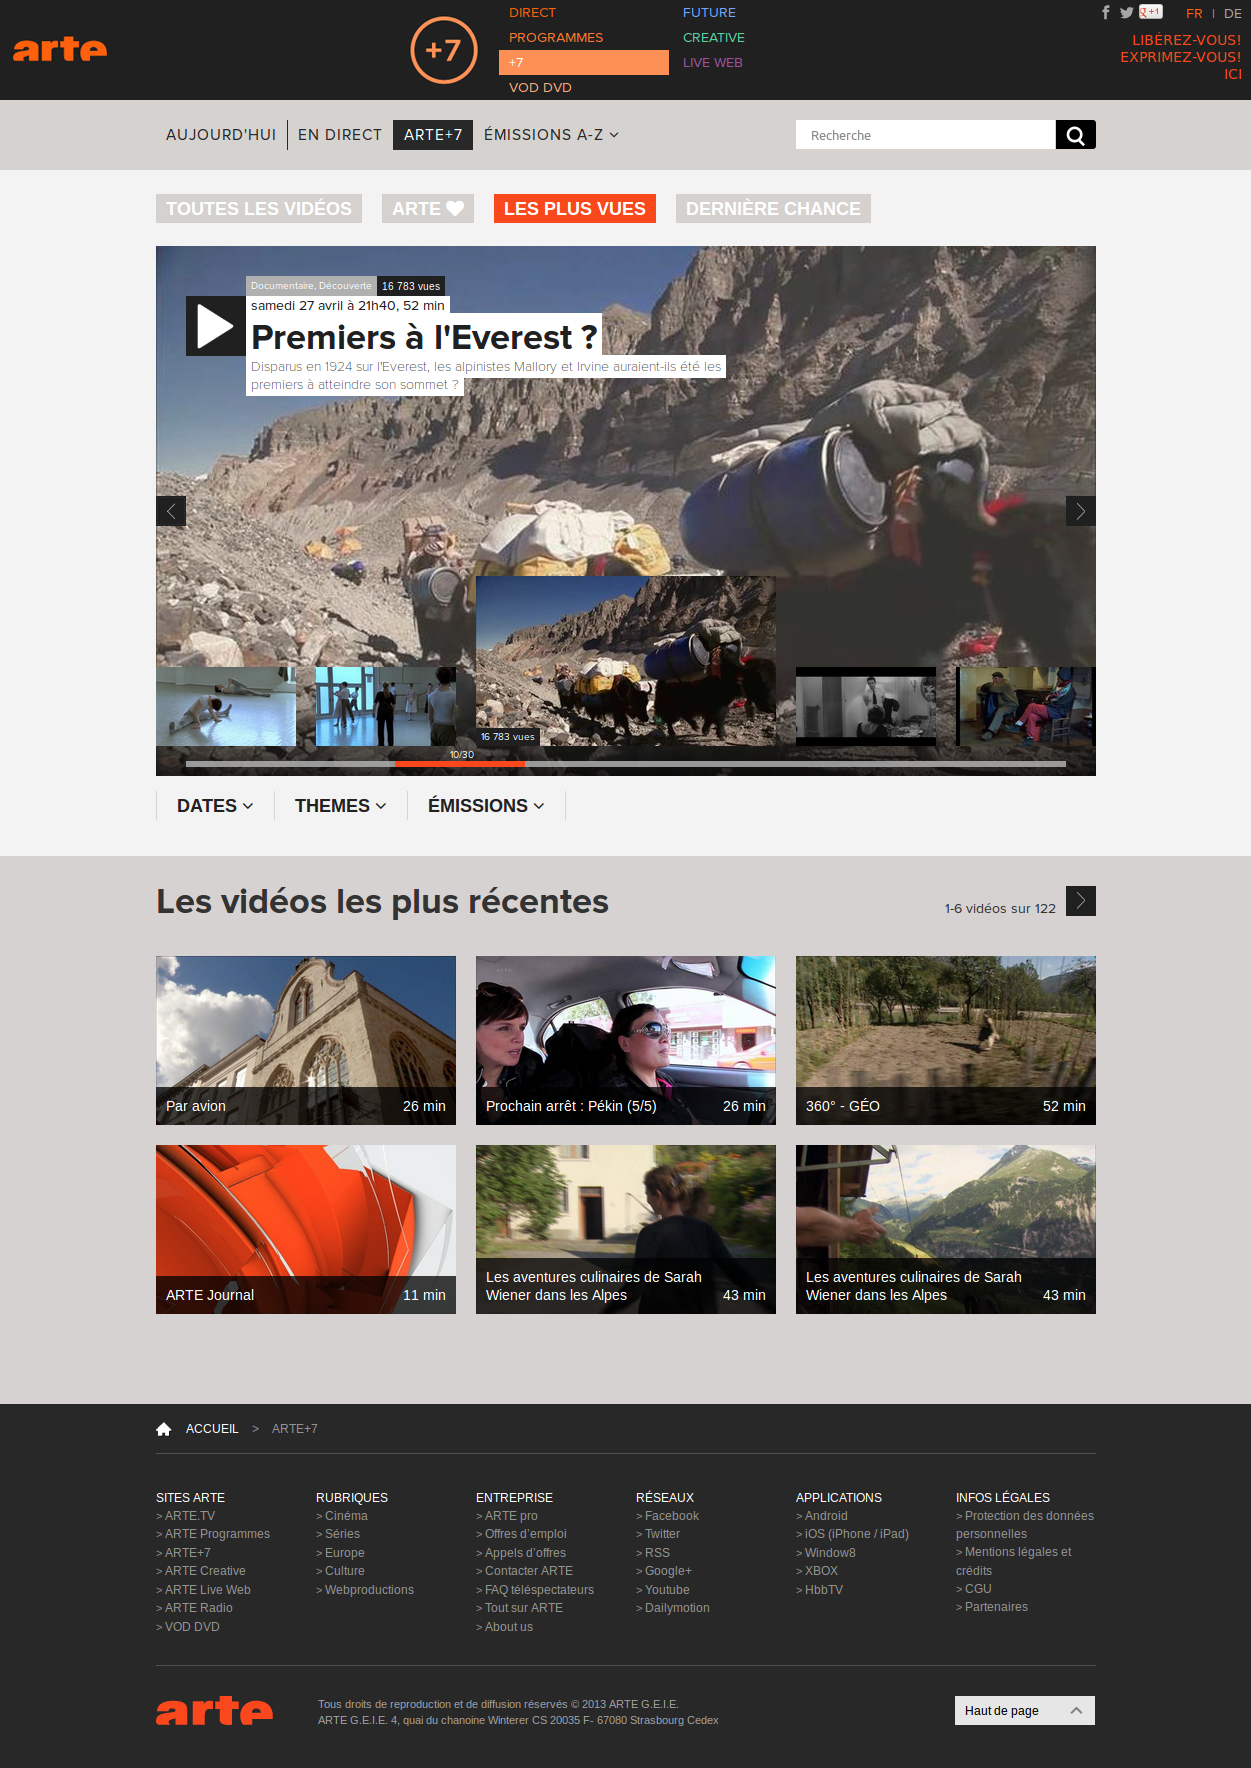 arte
+7
DIRECT
PROGRAMMES
+7
VOD DVD
FUTURE
CREATIVE
LIVE WEB
g +1
FR | DE
LIBÉREZ-VOUS!
EXPRIMEZ-VOUS!
ICI
AUJOURD'HUI
EN DIRECT
ARTE+7
ÉMISSIONS A-Z
Recherche
TOUTES LES VIDÉOS
ARTE
LES PLUS VUES
DERNIÈRE CHANCE
Documentaire, Découverte 16 783 vues
samedi 27 avril à 21h40, 52 min
Premiers à l'Everest ?
Disparus en 1924 sur l'Everest, les alpinistes Mallory et Irvine auraient-ils été les
premiers à atteindre son sommet ?
16 783 vues
10/30
DATES
THEMES
ÉMISSIONS
Les vidéos les plus récentes
1-6 vidéos sur 122
Par avion 26 min
Prochain arrêt : Pékin (5/5) 26 min
360° - GÉO 52 min
ARTE Journal 11 min
Les aventures culinaires de Sarah
Wiener dans les Alpes 43 min
Les aventures culinaires de Sarah
Wiener dans les Alpes 43 min
ACCUEIL > ARTE+7
SITES ARTE
> ARTE.TV
> ARTE Programmes
> ARTE+7
> ARTE Creative
> ARTE Live Web
> ARTE Radio
> VOD DVD
RUBRIQUES
> Cinéma
> Séries
> Europe
> Culture
> Webproductions
ENTREPRISE
> ARTE pro
> Offres d’emploi
> Appels d’offres
> Contacter ARTE
> FAQ téléspectateurs
> Tout sur ARTE
> About us
RÉSEAUX
> Facebook
> Twitter
> RSS
> Google+
> Youtube
> Dailymotion
APPLICATIONS
> Android
> iOS (iPhone / iPad)
> Window8
> XBOX
> HbbTV
INFOS LÉGALES
> Protection des données
personnelles
> Mentions légales et
crédits
> CGU
> Partenaires
arte
Tous droits de reproduction et de diffusion réservés © 2013 ARTE G.E.I.E.
ARTE G.E.I.E. 4, quai du chanoine Winterer CS 20035 F- 67080 Strasbourg Cedex
Haut de page